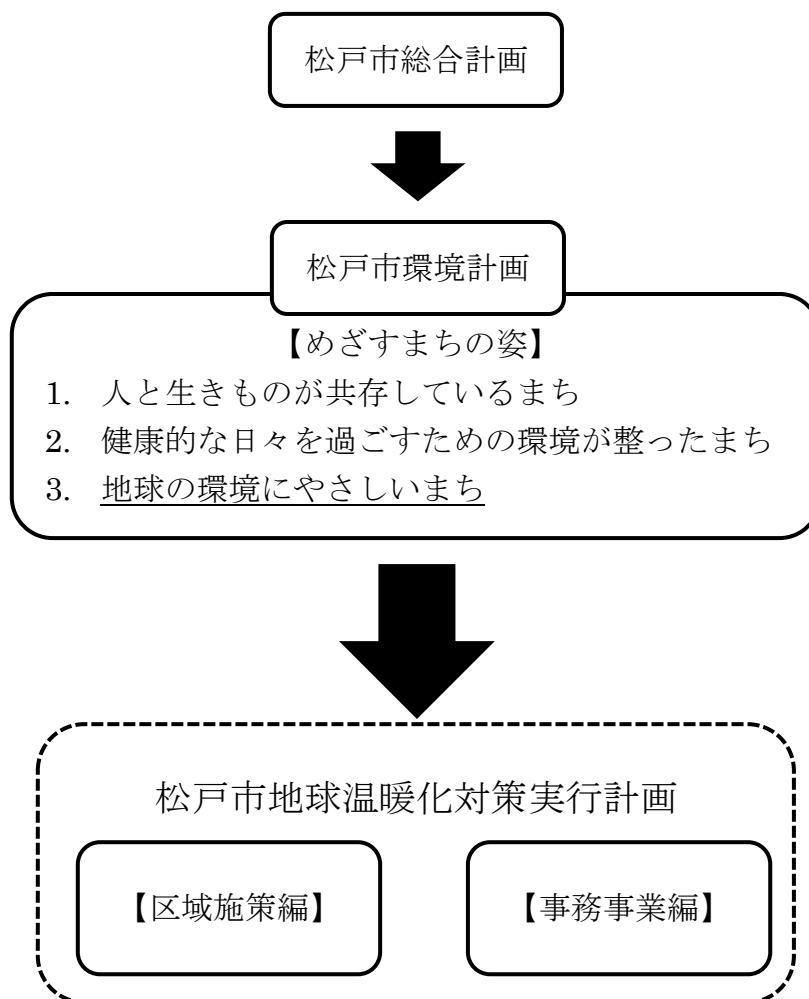 松戸市総合計画
松戸市環境計画
【めざすまちの姿】
1. 人と生きものが共存しているまち
2. 健康的な日々を過ごすための環境が整ったまち
3. 地球の環境にやさしいまち
松戸市地球温暖化対策実行計画
【区域施策編】
【事務事業編】